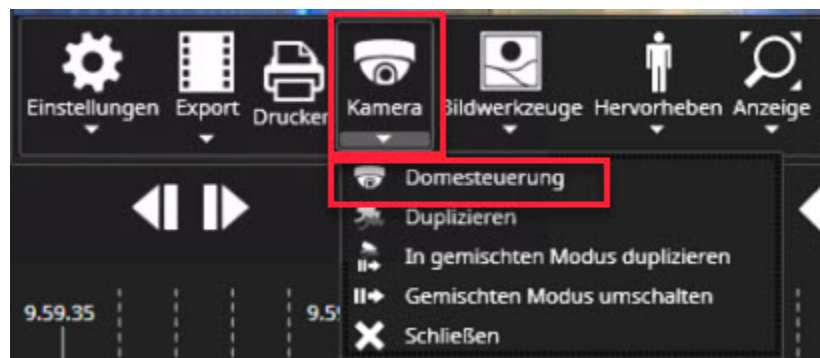 Einstellungen Export Drucken Kamera Bildwerkzeuge Hervorheben Anzeige
Domesteuerung
Duplizieren
In gemischten Modus duplizieren
9.59.35
Gemischten Modus umschalten
Schließen